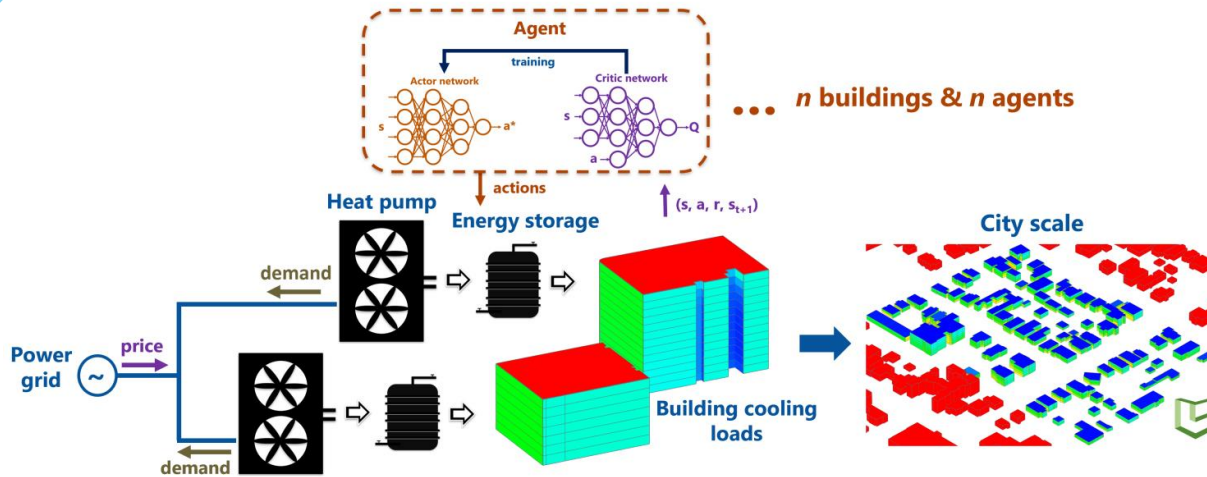 Agent
training
Actor network
Critic network
s
a*
s
a
Q
... n buildings & n agents
actions
(s, a, r, s_{t+1})
Heat pump
Energy storage
City scale
demand
price
Power
grid
~
Building cooling
loads
demand